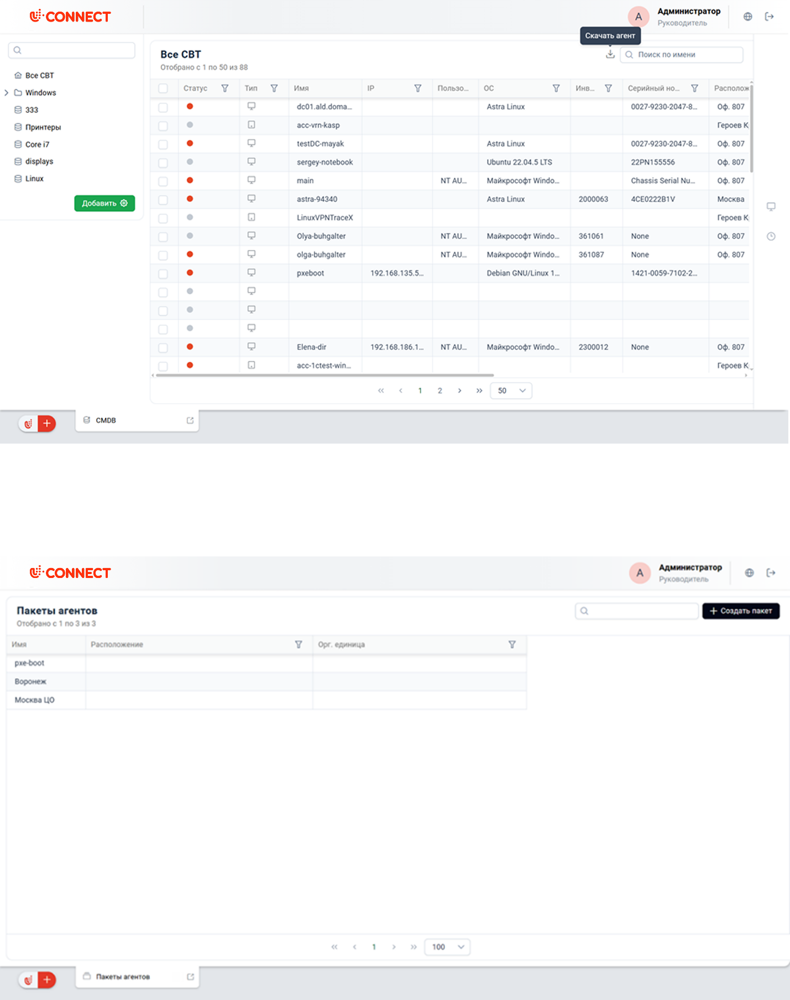 CONNECT
A
Администратор
Руководитель
Скачать агент
Все СВТ
Windows
333
Принтеры
Core i7
displays
Linux
Добавить
Все СВТ
Отобрано с 1 по 50 из 88
Поиск по имени
Статус Тип Имя IP Пользо... ОС Инв... Серийный но... Располож
dc01.ald.doma... Astra Linux 0027-9230-2047-8... Оф. 807
acc-vrn-kasp Героев К
testDC-mayak Astra Linux 0027-9230-2047-8... Оф. 807
sergey-notebook Ubuntu 22.04.5 LTS 22PN155556 Оф. 807
main NT AU... Майкрософт Windo... Chassis Serial Nu... Оф. 807
astra-94340 Astra Linux 2000063 4CE0222B1V Москва
LinuxVPNTraceX Героев К
Olya-buhgalter NT AU... Майкрософт Windo... 361061 None Оф. 807
olga-buhgalter NT AU... Майкрософт Windo... 361087 None Оф. 807
pxeboot 192.168.135.5... Debian GNU/Linux 1... 1421-0059-7102-2...
Elena-dir 192.168.186.1... NT AU... Майкрософт Windo... 2300012 None Оф. 807
acc-1ctest-win... Героев К
« ‹ 1 2 › » 50
CMDB
CONNECT
A
Администратор
Руководитель
Пакеты агентов
Отобрано с 1 по 3 из 3
+ Создать пакет
Имя Расположение Орг. единица
pxe-boot
Воронеж
Москва ЦО
« ‹ 1 › » 100
Пакеты агентов